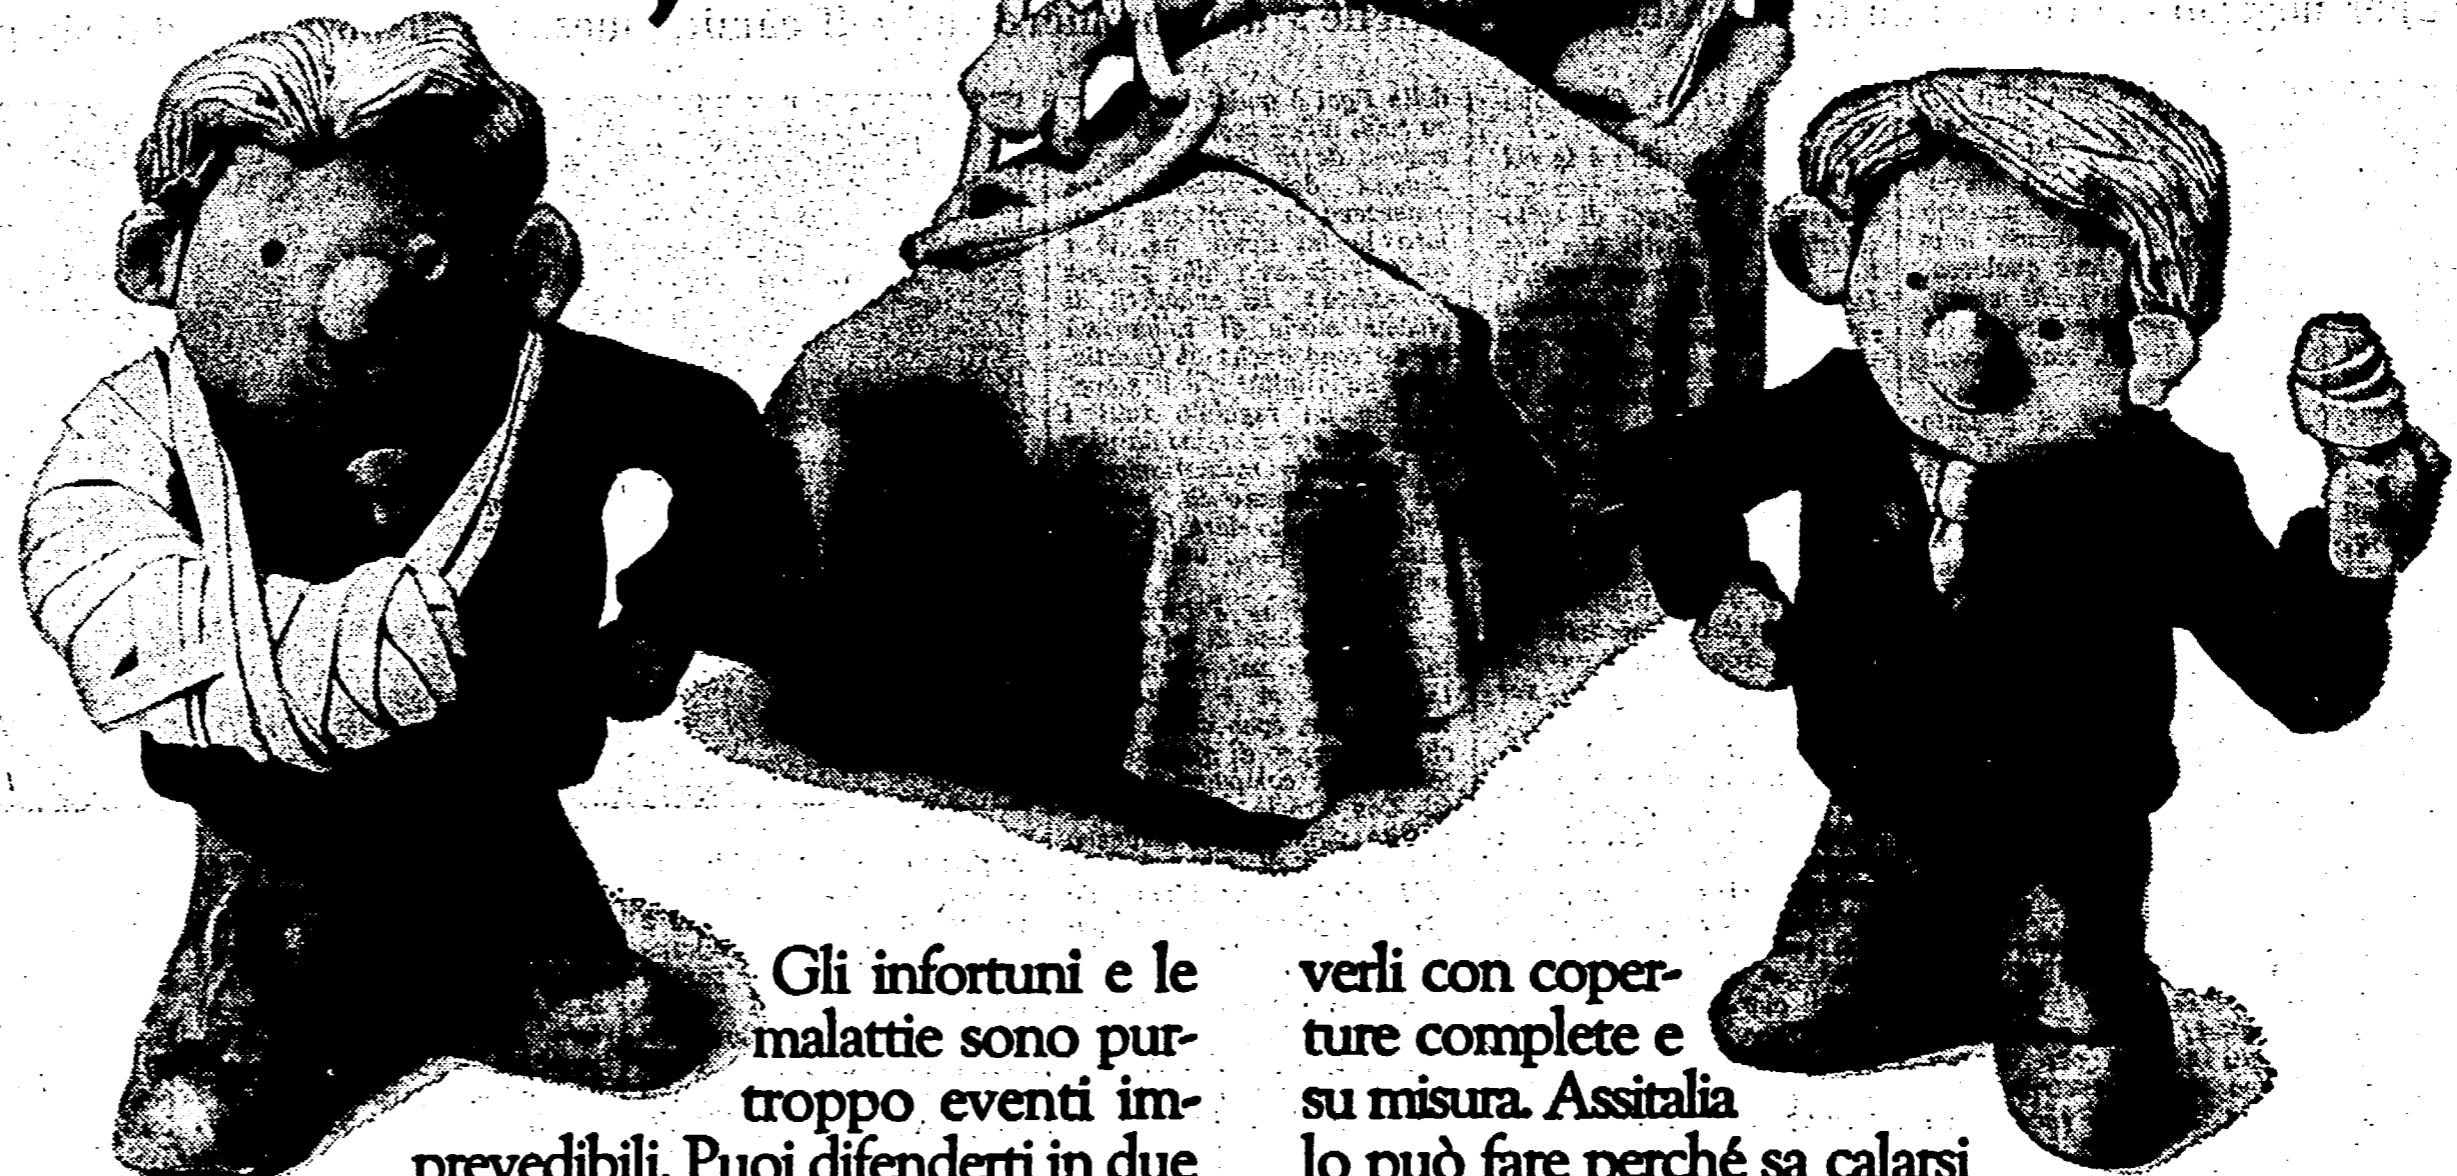 Gli infortuni e le
malattie sono pur-
troppo eventi im-
prevedibili. Puoi difenderti in due
verli con coper-
ture complete e
su misura. Assitalia
lo può fare perché sa calarsi